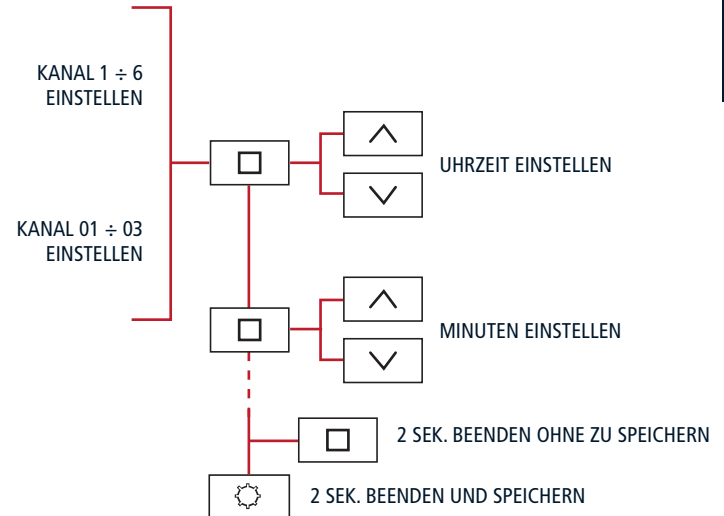 KANAL 1 ÷ 6
EINSTELLEN
UHRZEIT EINSTELLEN
KANAL 01 ÷ 03
EINSTELLEN
MINUTEN EINSTELLEN
2 SEK. BEENDEN OHNE ZU SPEICHERN
2 SEK. BEENDEN UND SPEICHERN